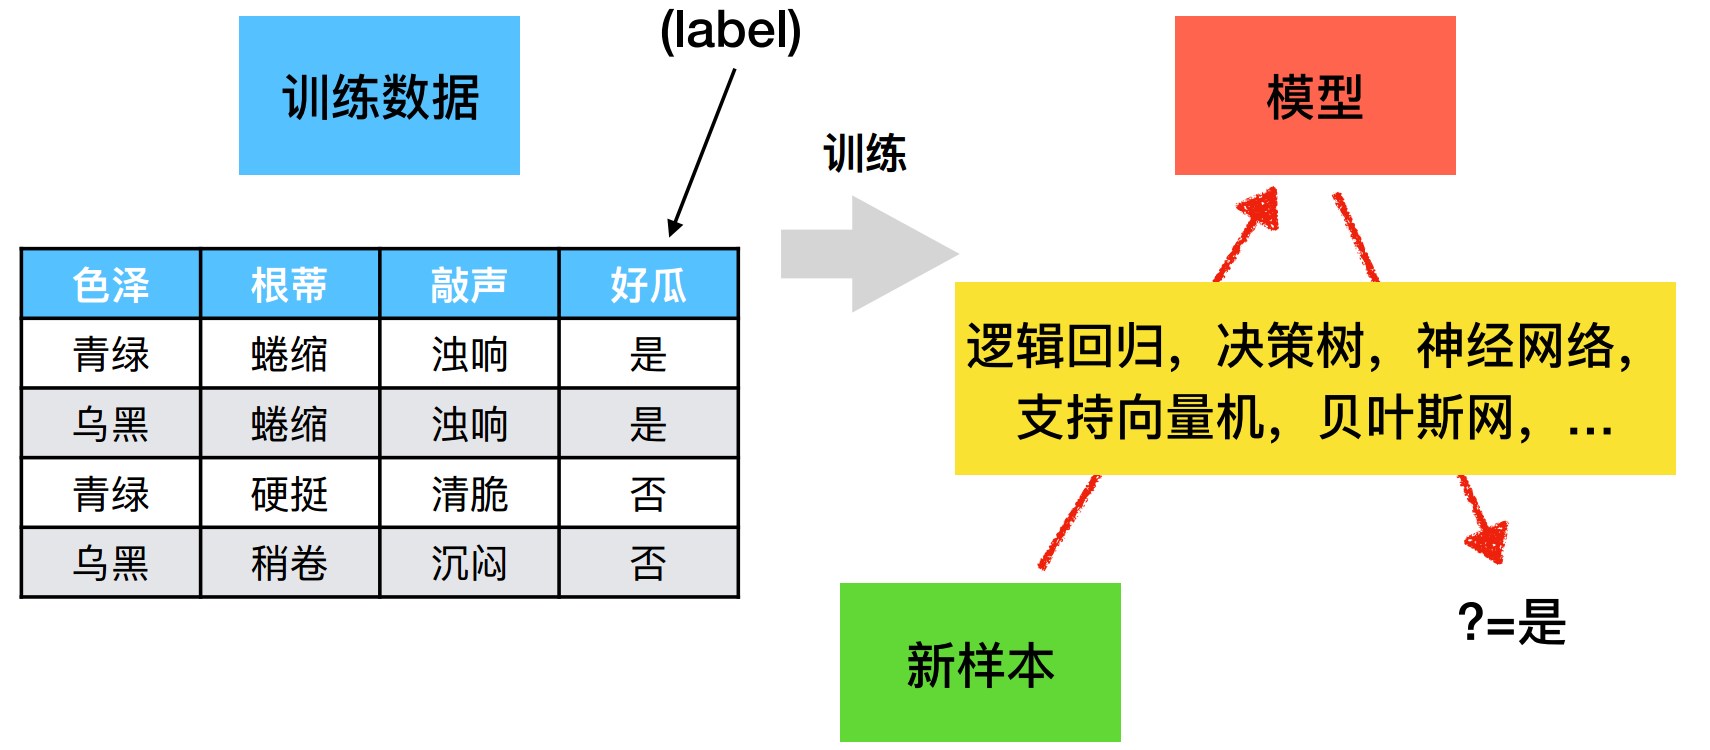 (label)
训练数据
模型
训练
色泽 根蒂 敲声 好瓜
青绿 蜷缩 浊响 是
乌黑 蜷缩 浊响 是
青绿 硬挺 清脆 否
乌黑 稍卷 沉闷 否
逻辑回归，决策树，神经网络，
支持向量机，贝叶斯网，...
?=是
新样本